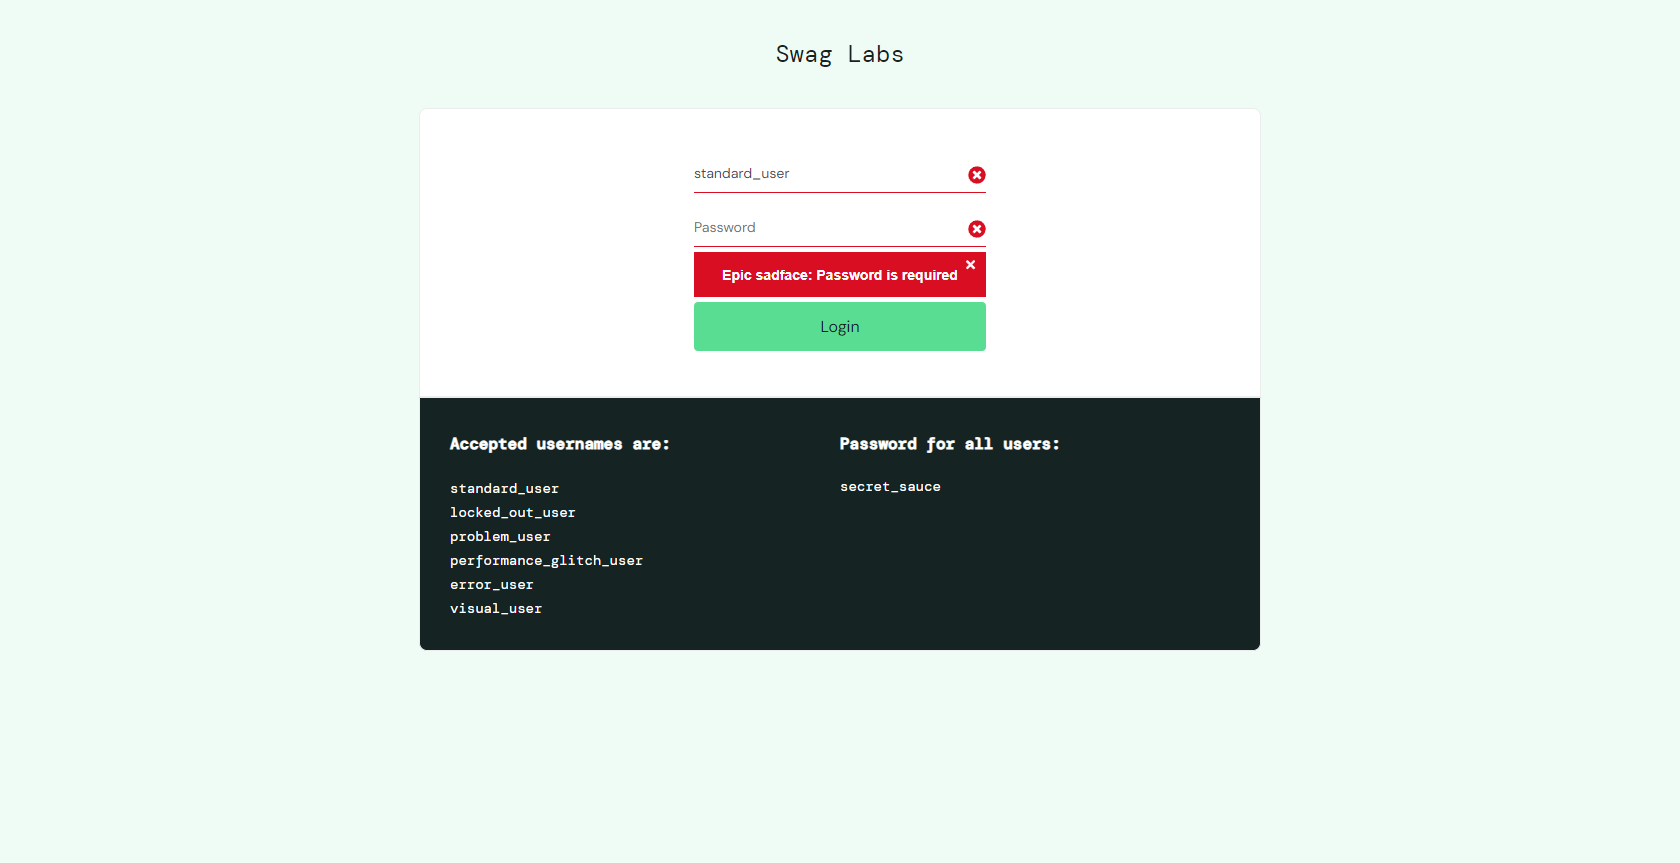 Swag Labs
standard_user
Password
Epic sadface: Password is required
Login
Accepted usernames are:
standard_user
locked_out_user
problem_user
performance_glitch_user
error_user
visual_user
Password for all users:
secret_sauce